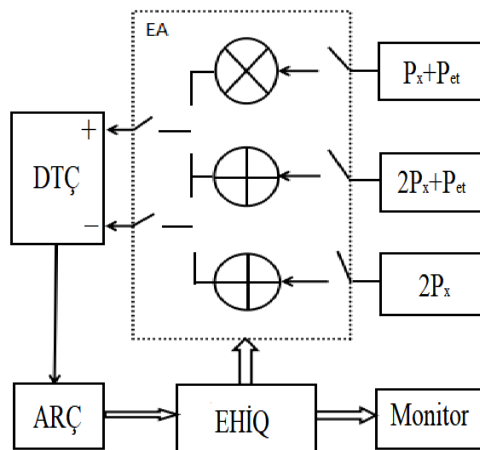 EA
Pₓ+Pₑₜ
+
DTÇ
2Pₓ+Pₑₜ
−
2Pₓ
ARÇ
EHİQ
Monitor